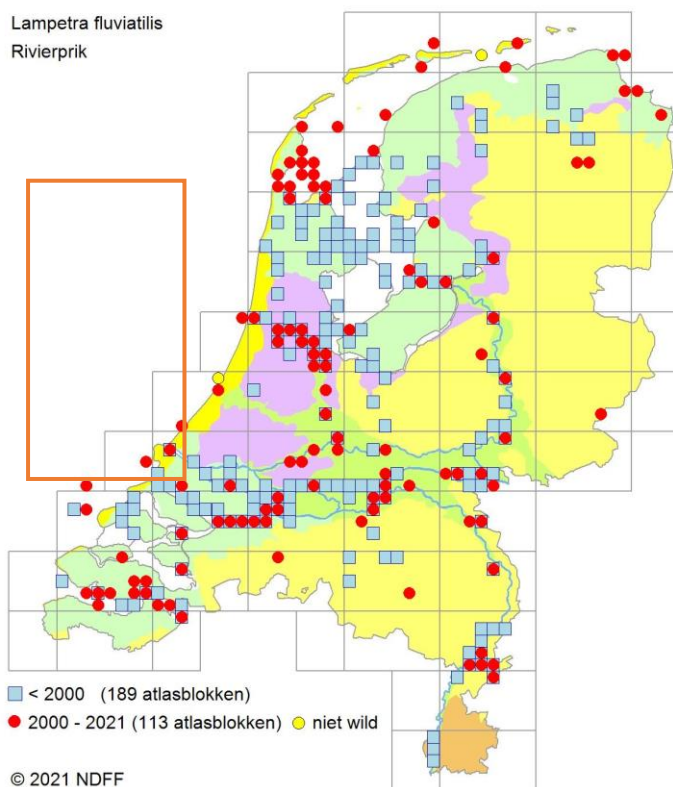 Lampetra fluviatilis
Rivierprik
< 2000 (189 atlasblokken)
2000 - 2021 (113 atlasblokken) niet wild
© 2021 NDFF